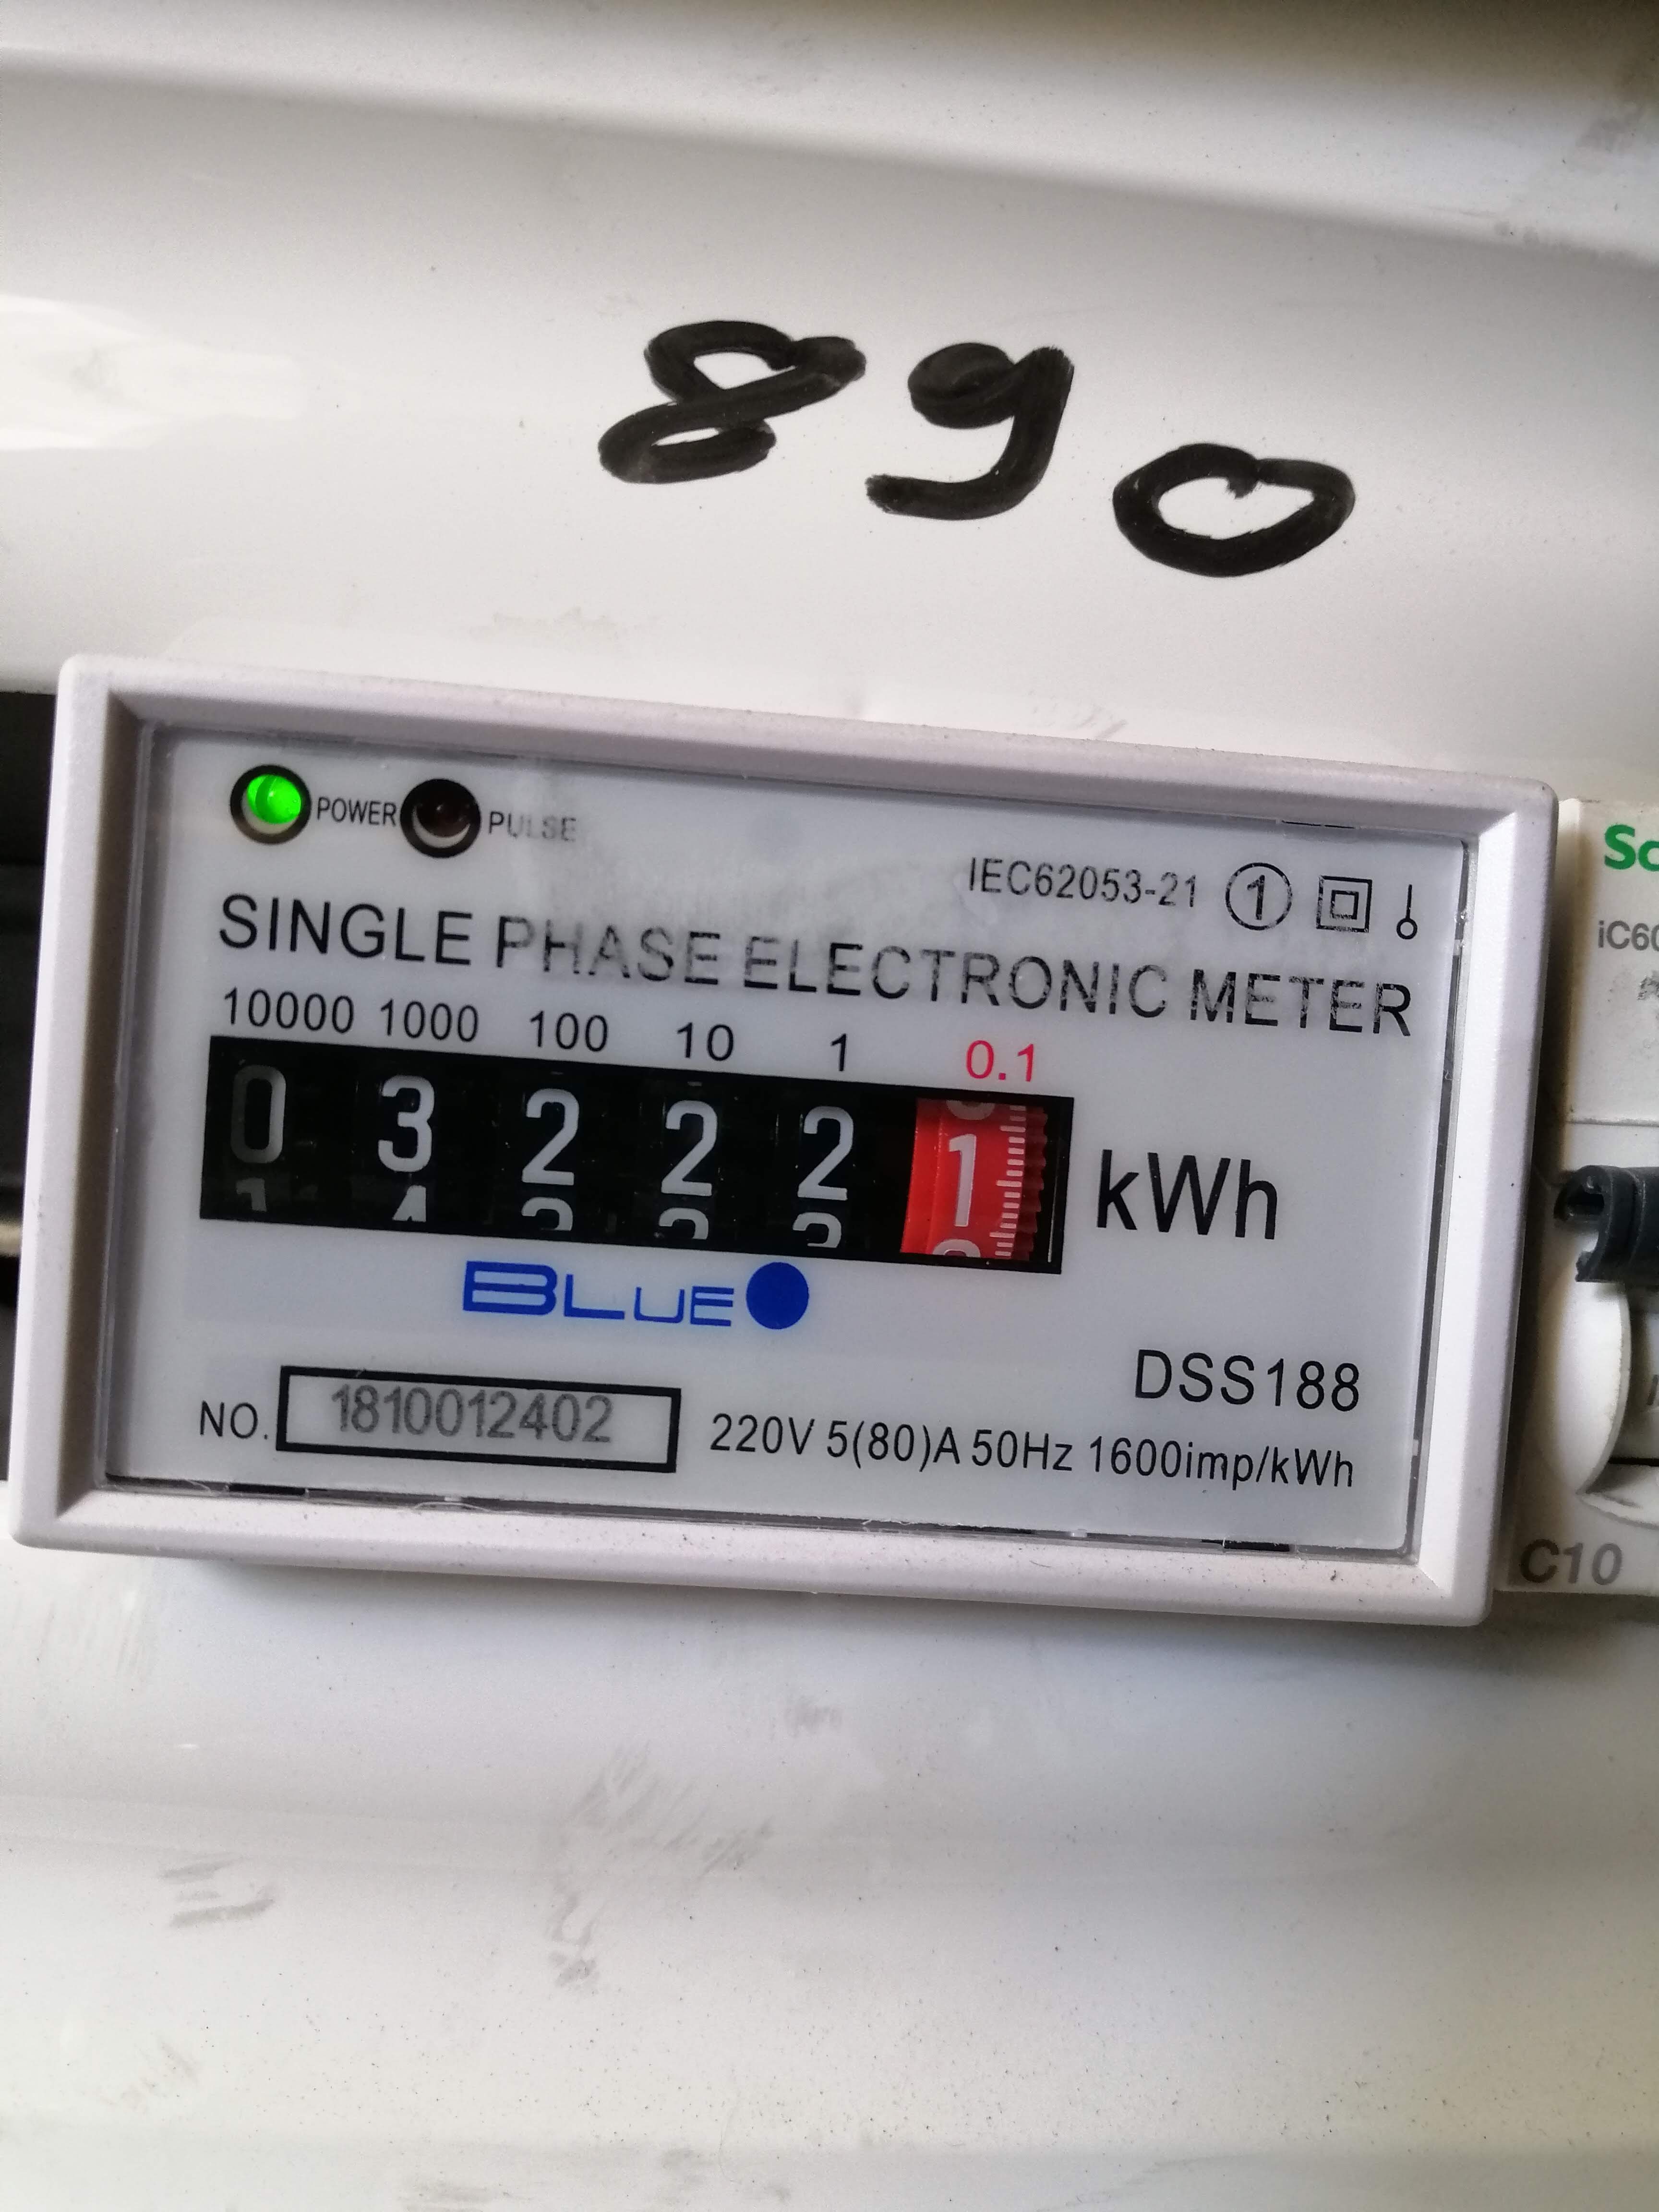 890
POWER PULSE
IEC62053-21 1
SINGLE PHASE ELECTRONIC METER
10000 1000 100 10 1 0.1
0 3 2 2 2 1 kWh
BLUE
DSS188
NO. 1810012402 220V 5(80)A 50Hz 1600imp/kWh
C10